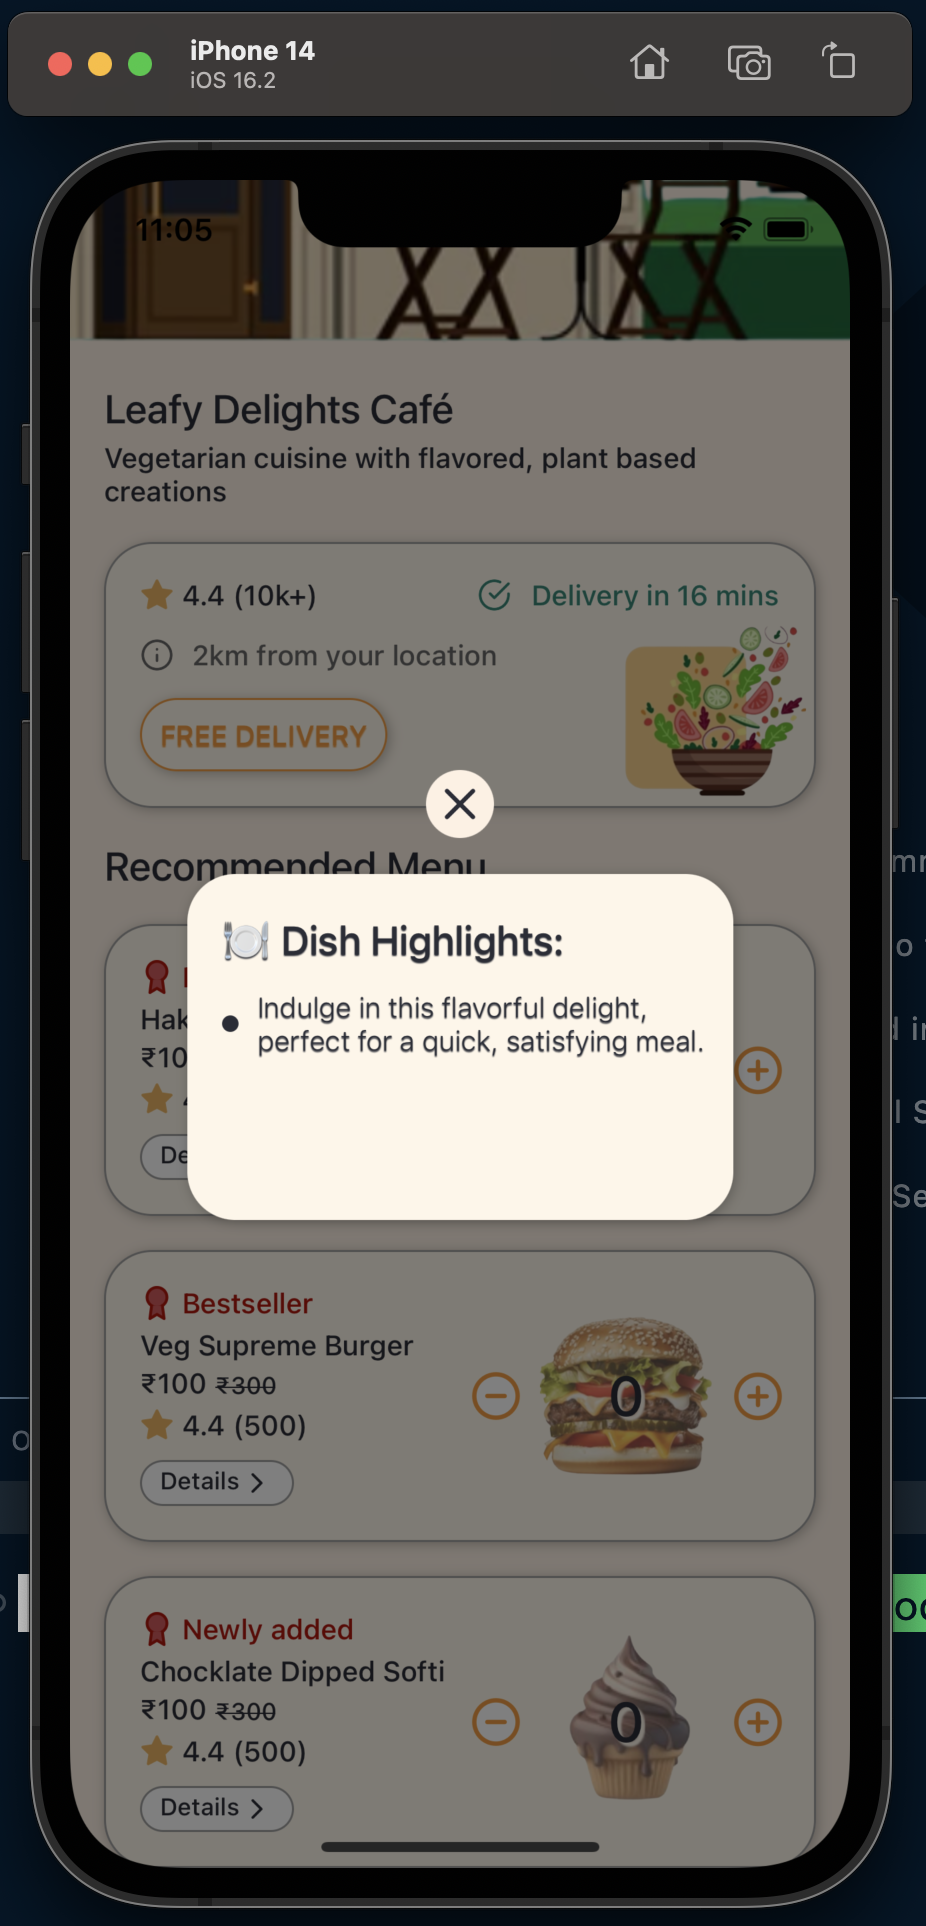 iPhone 14
iOS 16.2
11:05
Leafy Delights Café
Vegetarian cuisine with flavored, plant based
creations
4.4 (10k+)
Delivery in 16 mins
2km from your location
FREE DELIVERY
Recommended Menu
🍽️ Dish Highlights:
Indulge in this flavorful delight,
perfect for a quick, satisfying meal.
Hak
₹10
De
Bestseller
Veg Supreme Burger
₹100 ₹300
4.4 (500)
Details
0
Newly added
Chocklate Dipped Softi
₹100 ₹300
4.4 (500)
Details
0